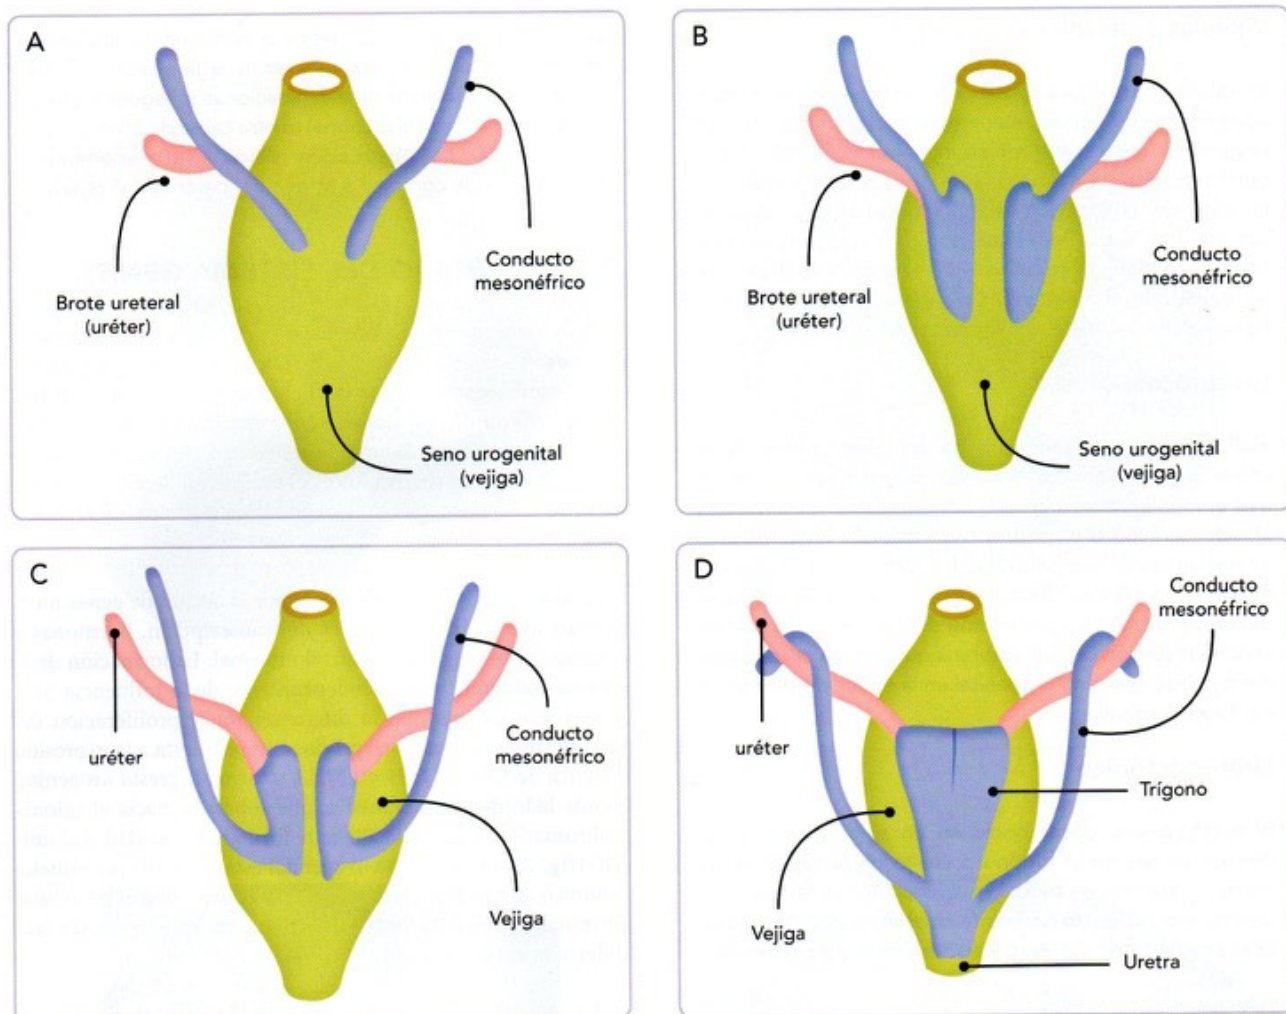 A
Conducto
mesonéfrico
Brote ureteral
(uréter)
Seno urogenital
(vejiga)
B
Conducto
mesonéfrico
Brote ureteral
(uréter)
Seno urogenital
(vejiga)
C
uréter
Conducto
mesonéfrico
Vejiga
D
Conducto
mesonéfrico
uréter
Trígono
Vejiga
Uretra